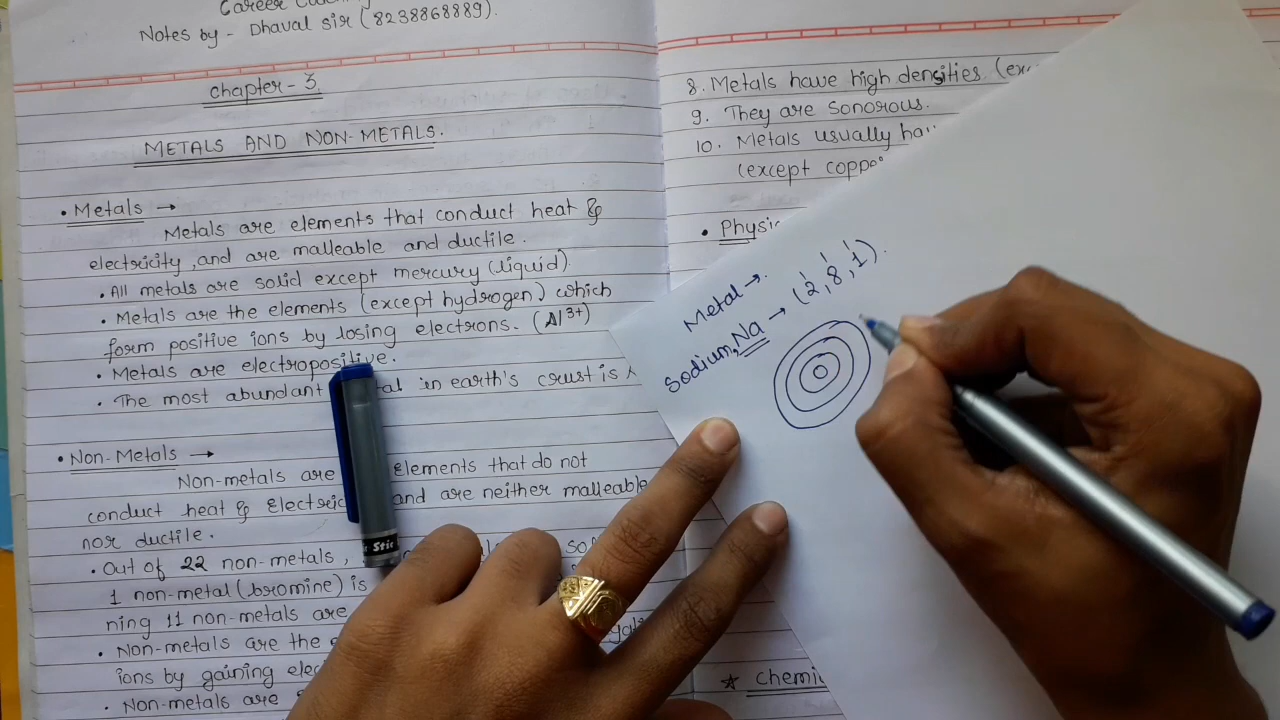 Career
Notes by - Dhaval sir (8238868889).
chapter - 3
METALS AND NON-METALS.
• Metals →
Metals are elements that conduct heat &
electricity, and are malleable and ductile.
• All metals are solid except mercury (liquid).
• Metals are the elements (except hydrogen) which
form positive ions by losing electrons. (Al³⁺)
• Metals are electropositive.
• The most abundant in earth's crust is
• Non-Metals →
Non-metals are elements that do not
conduct heat & and are neither malleable
nor ductile.
• Out of 22 non-metals,
1 non-metal (bromine) is
ning 11 non-metals are
• Non-metals are the
ions by gaining
• Non-metals are
8. Metals have high densities
9. They are Sonorous.
10. Metals usually
(except
•
★
Metal →
Sodium, Na → (2, 8, 1).
Stic